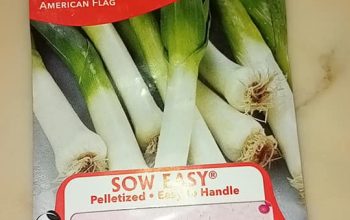 AMERICAN FLAG
SOW EASY®
Pelletized • Easy to Handle